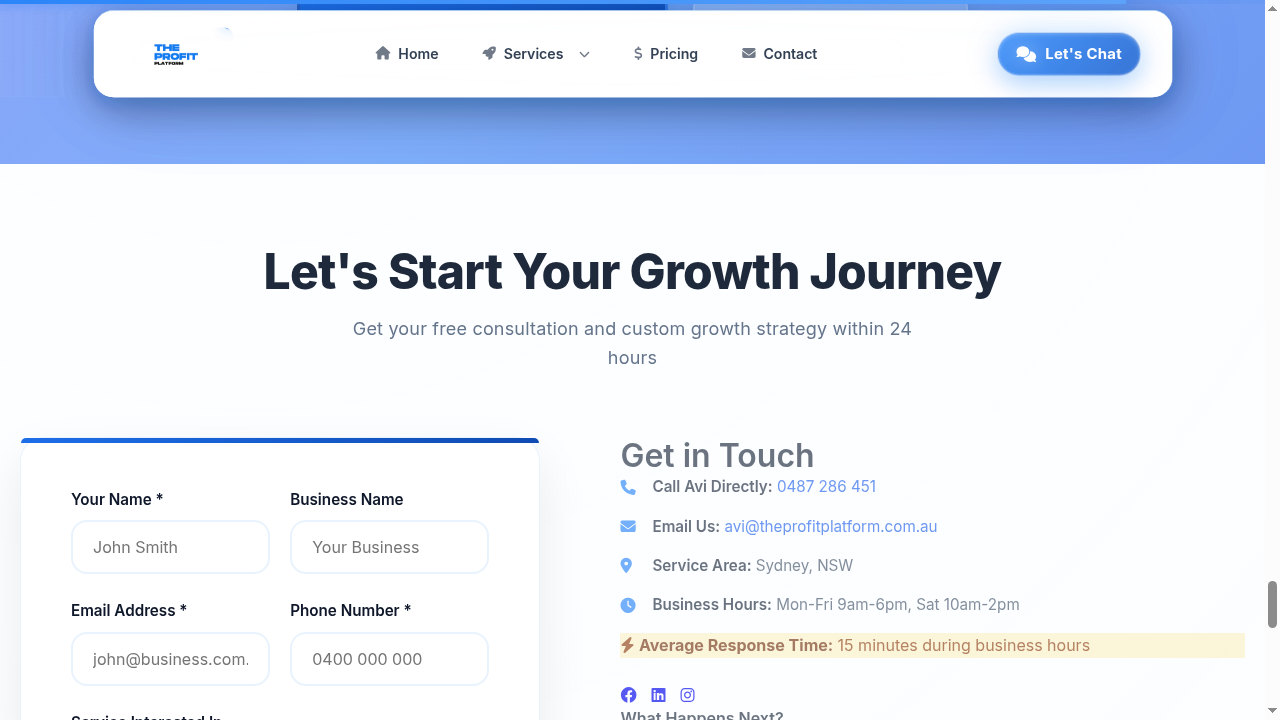 THE
PROFIT
PLATFORM
Home
Services
Pricing
Contact
Let's Chat
Let's Start Your Growth Journey
Get your free consultation and custom growth strategy within 24
hours
Your Name *
Business Name
John Smith
Your Business
Email Address *
Phone Number *
john@business.com.
0400 000 000
Service Interested In
Get in Touch
Call Avi Directly: 0487 286 451
Email Us: avi@theprofitplatform.com.au
Service Area: Sydney, NSW
Business Hours: Mon-Fri 9am-6pm, Sat 10am-2pm
Average Response Time: 15 minutes during business hours
What Happens Next?